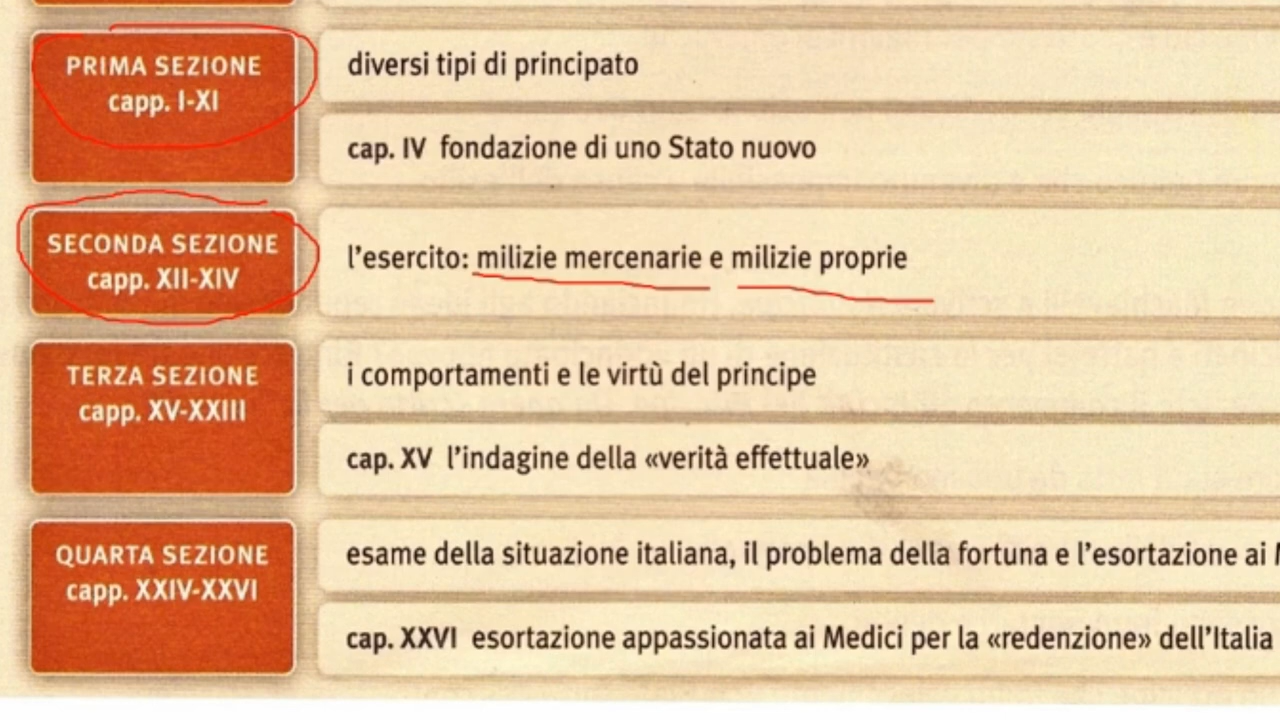 PRIMA SEZIONE
capp. I-XI
diversi tipi di principato
cap. IV fondazione di uno Stato nuovo
SECONDA SEZIONE
capp. XII-XIV
l'esercito: milizie mercenarie e milizie proprie
TERZA SEZIONE
capp. XV-XXIII
i comportamenti e le virtù del principe
cap. XV l'indagine della «verità effettuale»
QUARTA SEZIONE
capp. XXIV-XXVI
esame della situazione italiana, il problema della fortuna e l'esortazione ai
cap. XXVI esortazione appassionata ai Medici per la «redenzione» dell'Italia